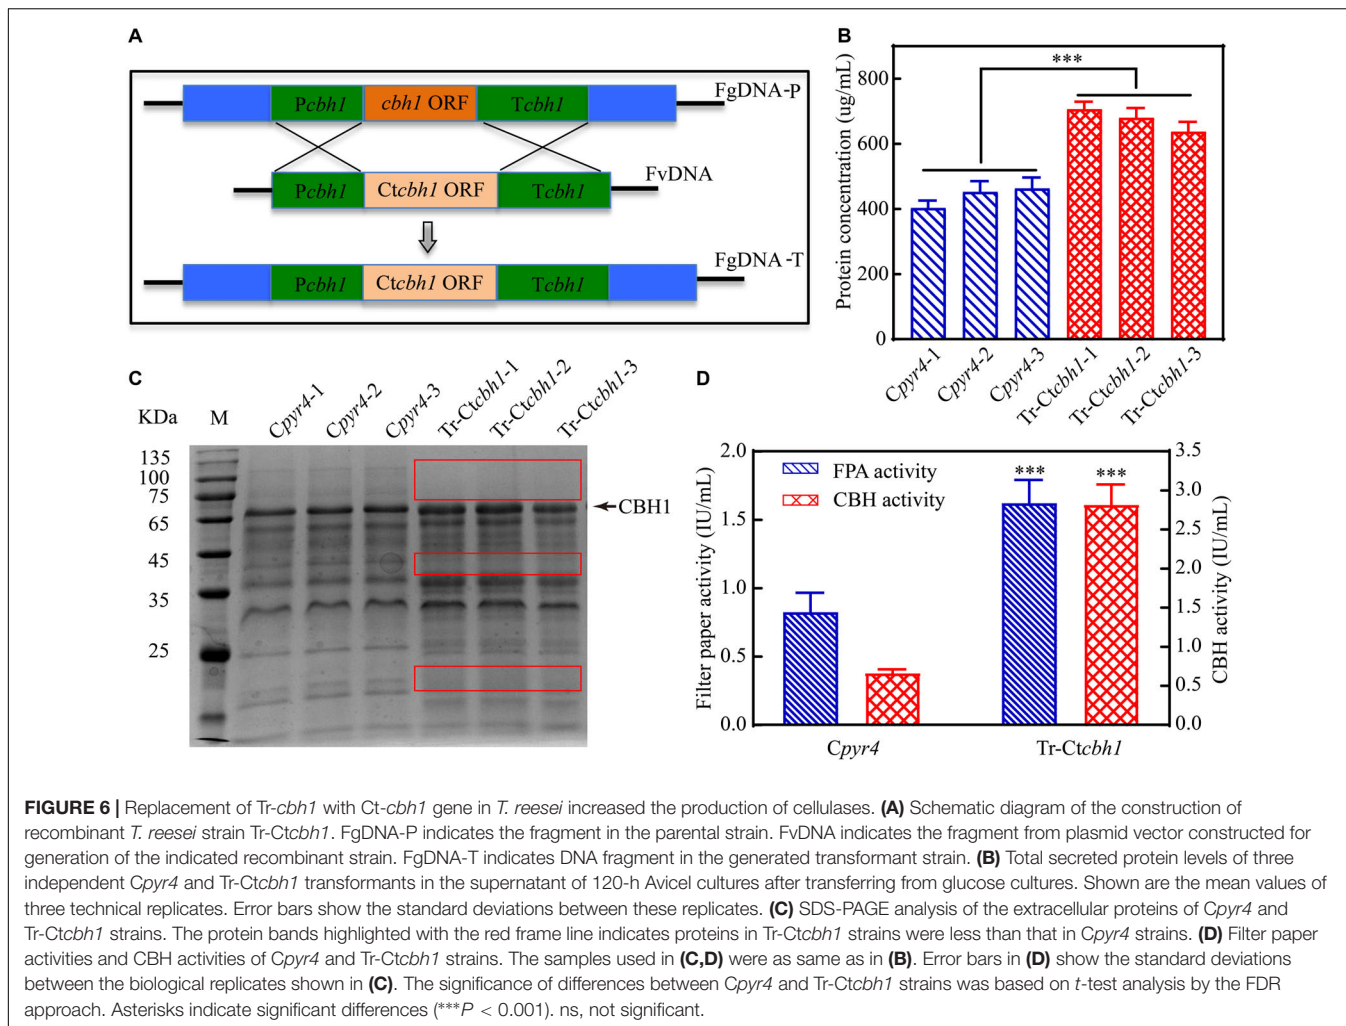 A
Pcbh1 cbh1 ORF Tcbh1 FgDNA-P
Pcbh1 Ctcbh1 ORF Tcbh1 FvDNA
Pcbh1 Ctcbh1 ORF Tcbh1 FgDNA-T
B
Protein concentration (ug/mL)
800
600
400
200
0
***
Cpyr4-1
Cpyr4-2
Cpyr4-3
Tr-Ctcbh1-1
Tr-Ctcbh1-2
Tr-Ctcbh1-3
C
KDa M Cpyr4-1 Cpyr4-2 Cpyr4-3 Tr-Ctcbh1-1 Tr-Ctcbh1-2 Tr-Ctcbh1-3
135
100
75
65
45
35
25
CBH1
D
Filter paper activity (IU/mL)
2.0
1.5
1.0
0.5
0.0
FPA activity
CBH activity
*** ***
3.5
3.0
2.5
2.0
1.5
1.0
0.5
0.0
CBH activity (IU/mL)
Cpyr4 Tr-Ctcbh1
FIGURE 6 | Replacement of Tr-cbh1 with Ct-cbh1 gene in T. reesei increased the production of cellulases. (A) Schematic diagram of the construction of
recombinant T. reesei strain Tr-Ctcbh1. FgDNA-P indicates the fragment in the parental strain. FvDNA indicates the fragment from plasmid vector constructed for
generation of the indicated recombinant strain. FgDNA-T indicates DNA fragment in the generated transformant strain. (B) Total secreted protein levels of three
independent Cpyr4 and Tr-Ctcbh1 transformants in the supernatant of 120-h Avicel cultures after transferring from glucose cultures. Shown are the mean values of
three technical replicates. Error bars show the standard deviations between these replicates. (C) SDS-PAGE analysis of the extracellular proteins of Cpyr4 and
Tr-Ctcbh1 strains. The protein bands highlighted with the red frame line indicates proteins in Tr-Ctcbh1 strains were less than that in Cpyr4 strains. (D) Filter paper
activities and CBH activities of Cpyr4 and Tr-Ctcbh1 strains. The samples used in (C,D) were as same as in (B). Error bars in (D) show the standard deviations
between the biological replicates shown in (C). The significance of differences between Cpyr4 and Tr-Ctcbh1 strains was based on t-test analysis by the FDR
approach. Asterisks indicate significant differences (***P < 0.001). ns, not significant.